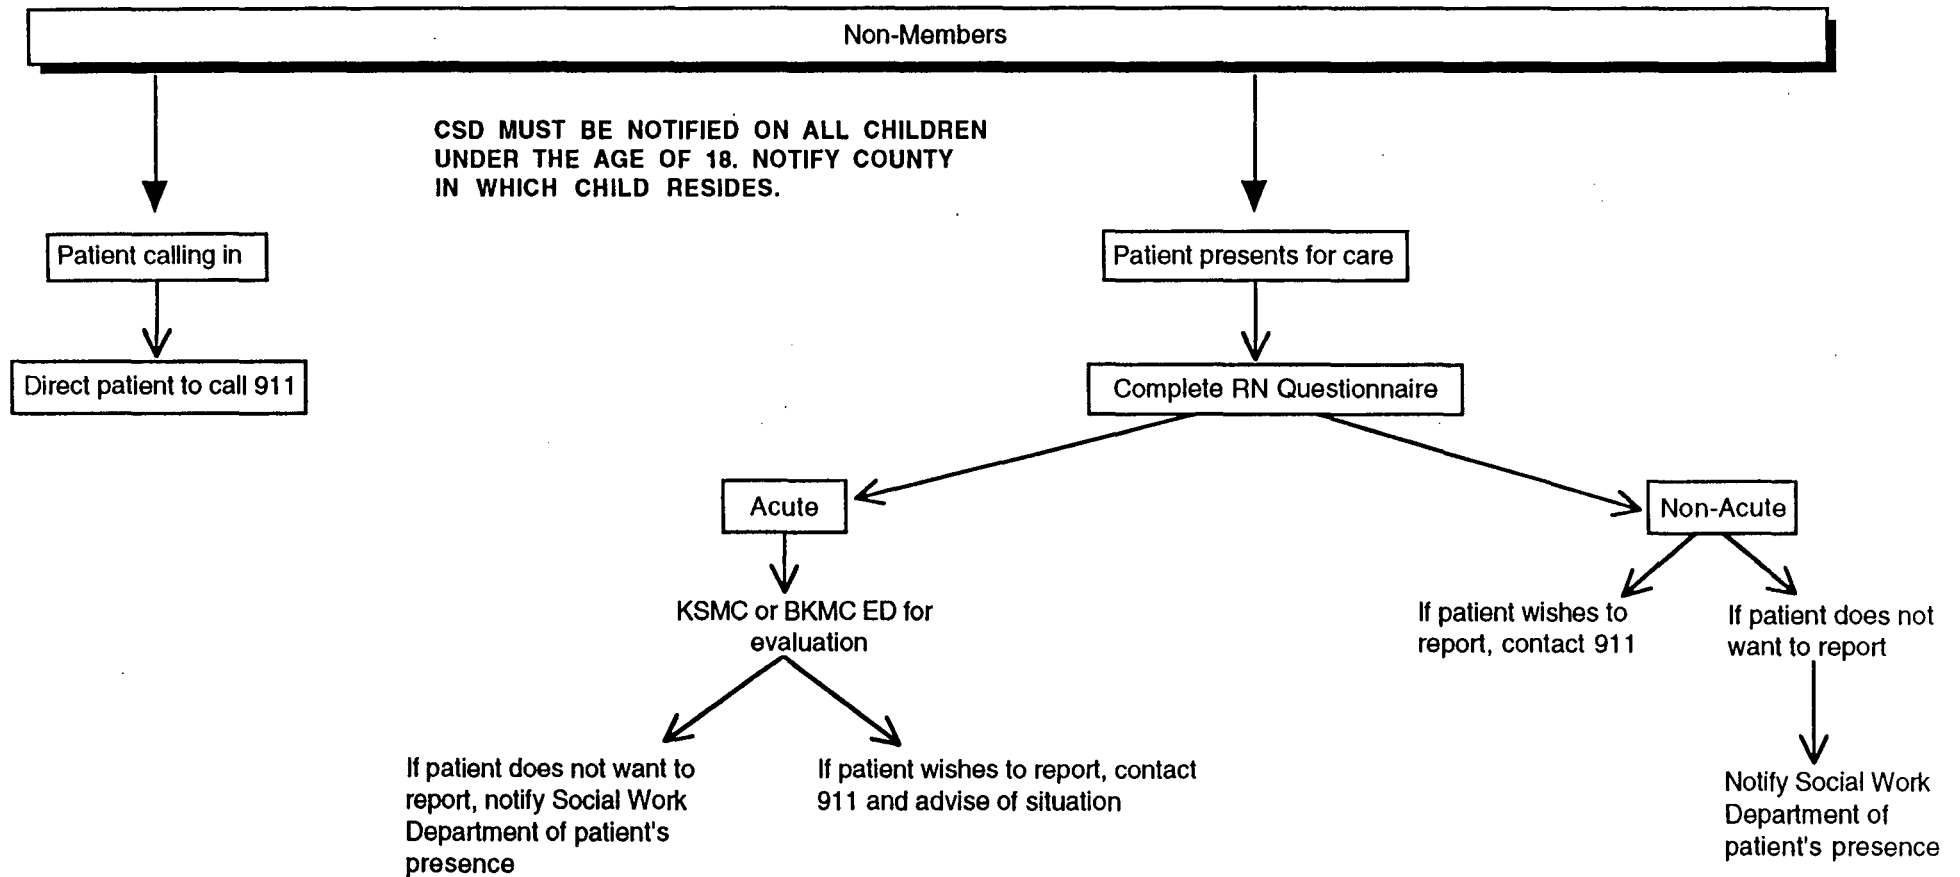 Non-Members
CSD MUST BE NOTIFIED ON ALL CHILDREN
UNDER THE AGE OF 18. NOTIFY COUNTY
IN WHICH CHILD RESIDES.
Patient calling in
Patient presents for care
Direct patient to call 911
Complete RN Questionnaire
Acute
Non-Acute
KSMC or BKMC ED for
evaluation
If patient wishes to
report, contact 911
If patient does not
want to report
If patient does not want to
report, notify Social Work
Department of patient's
presence
If patient wishes to report, contact
911 and advise of situation
Notify Social Work
Department of
patient's presence